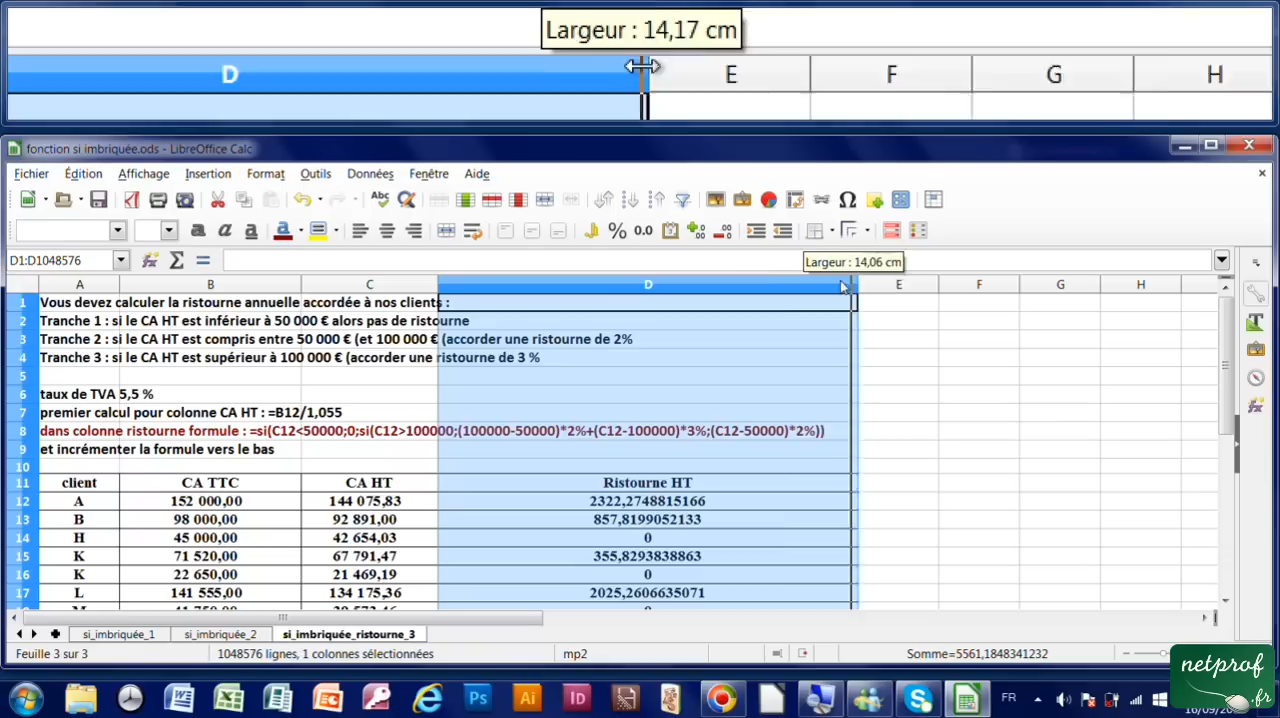 Largeur : 14,17 cm
D E F G H
fonction si imbriquée.ods - LibreOffice Calc
Fichier Édition Affichage Insertion Format Outils Données Fenêtre Aide
D1:D1048576
Largeur : 14,06 cm
A B C D E F G H
1 Vous devez calculer la ristourne annuelle accordée à nos clients :
2 Tranche 1 : si le CA HT est inférieur à 50 000 € alors pas de ristourne
3 Tranche 2 : si le CA HT est compris entre 50 000 € (et 100 000 € (accorder une ristourne de 2%
4 Tranche 3 : si le CA HT est supérieur à 100 000 € (accorder une ristourne de 3 %
5
6 taux de TVA 5,5 %
7 premier calcul pour colonne CA HT : =B12/1,055
8 dans colonne ristourne formule : =si(C12<50000;0;si(C12>100000;(100000-50000)*2%+(C12-100000)*3%;(C12-50000)*2%))
9 et incrémenter la formule vers le bas
10
11 client CA TTC CA HT Ristourne HT
12 A 152 000,00 144 075,83 2322,2748815166
13 B 98 000,00 92 891,00 857,8199052133
14 H 45 000,00 42 654,03 0
15 K 71 520,00 67 791,47 355,8293838863
16 K 22 650,00 21 469,19 0
17 L 141 555,00 134 175,36 2025,2606635071
si_imbriquée_1 si_imbriquée_2 si_imbriquée_ristourne_3
Feuille 3 sur 3 1048576 lignes, 1 colonnes sélectionnées mp2 Somme=5561,1848341232
FR
netprof
.fr